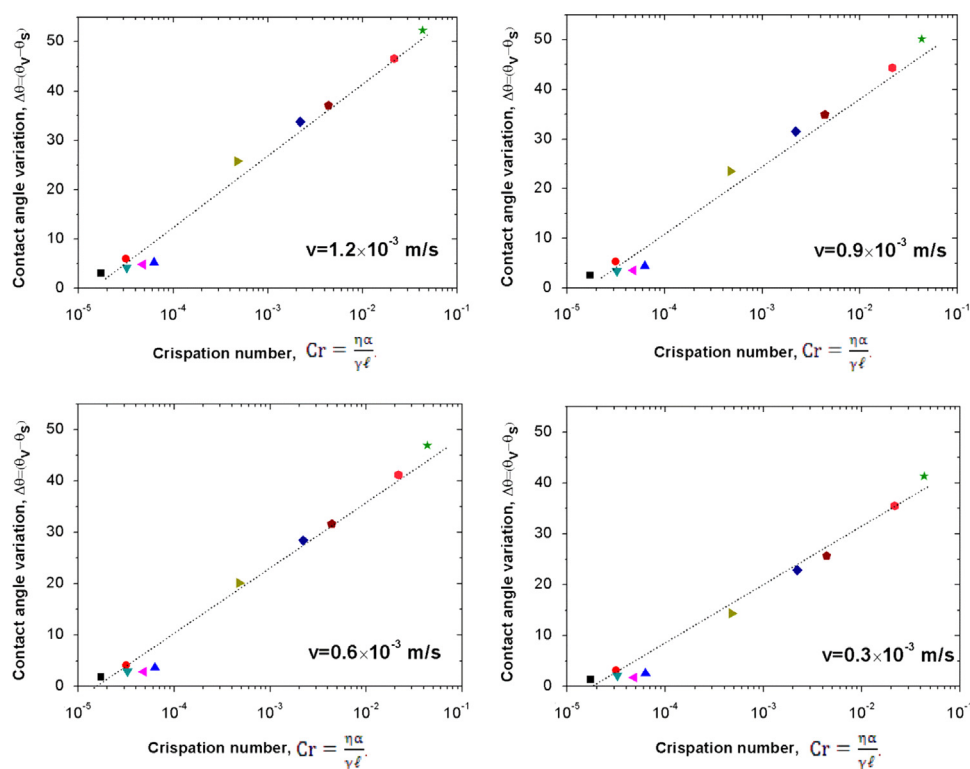 Contact angle variation, Δθ=(θv−θs)
50
40
30
20
10
0
10⁻⁵ 10⁻⁴ 10⁻³ 10⁻² 10⁻¹
v=1.2×10⁻³ m/s
Crispation number, Cr = ηα/γℓ.
Contact angle variation, Δθ=(θv−θs)
50
40
30
20
10
0
10⁻⁵ 10⁻⁴ 10⁻³ 10⁻² 10⁻¹
v=0.9×10⁻³ m/s
Crispation number, Cr = ηα/γℓ.
Contact angle variation, Δθ=(θv−θs)
50
40
30
20
10
0
10⁻⁵ 10⁻⁴ 10⁻³ 10⁻² 10⁻¹
v=0.6×10⁻³ m/s
Crispation number, Cr = ηα/γℓ.
Contact angle variation, Δθ=(θv−θs)
50
40
30
20
10
0
10⁻⁵ 10⁻⁴ 10⁻³ 10⁻² 10⁻¹
v=0.3×10⁻³ m/s
Crispation number, Cr = ηα/γℓ.